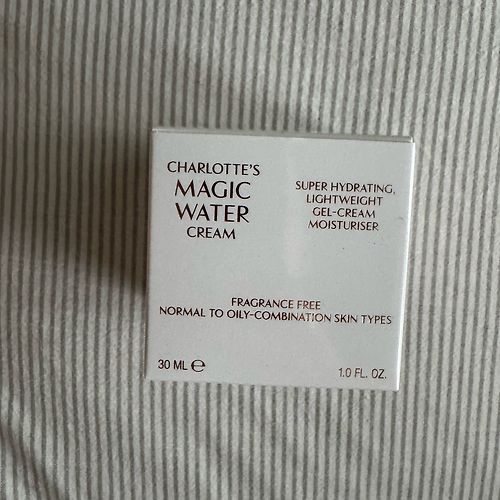 CHARLOTTE'S
MAGIC
WATER
CREAM
SUPER HYDRATING,
LIGHTWEIGHT
GEL-CREAM
MOISTURISER
FRAGRANCE FREE
NORMAL TO OILY-COMBINATION SKIN TYPES
30 ML ℮
1.0 FL. OZ.